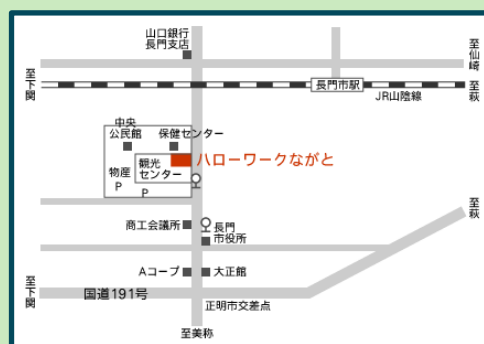 山口銀行
長門支店
至仙崎
至下関
長門市駅
至萩
JR山陰線
中央
公民館
保健センター
ハローワークながと
観光
センター
物産
P
P
至萩
商工会議所
長門
市役所
Aコープ
大正館
至下関
国道191号
正明市交差点
至美祢